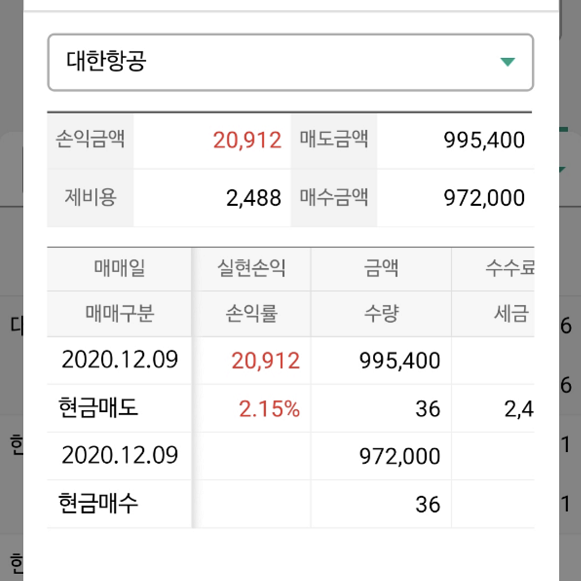 대한항공
손익금액 20,912 매도금액 995,400
제비용 2,488 매수금액 972,000
매매일 실현손익 금액 수수료
매매구분 손익률 수량 세금
2020.12.09 20,912 995,400
현금매도 2.15% 36 2,4
2020.12.09 972,000
현금매수 36
6
6
1
1